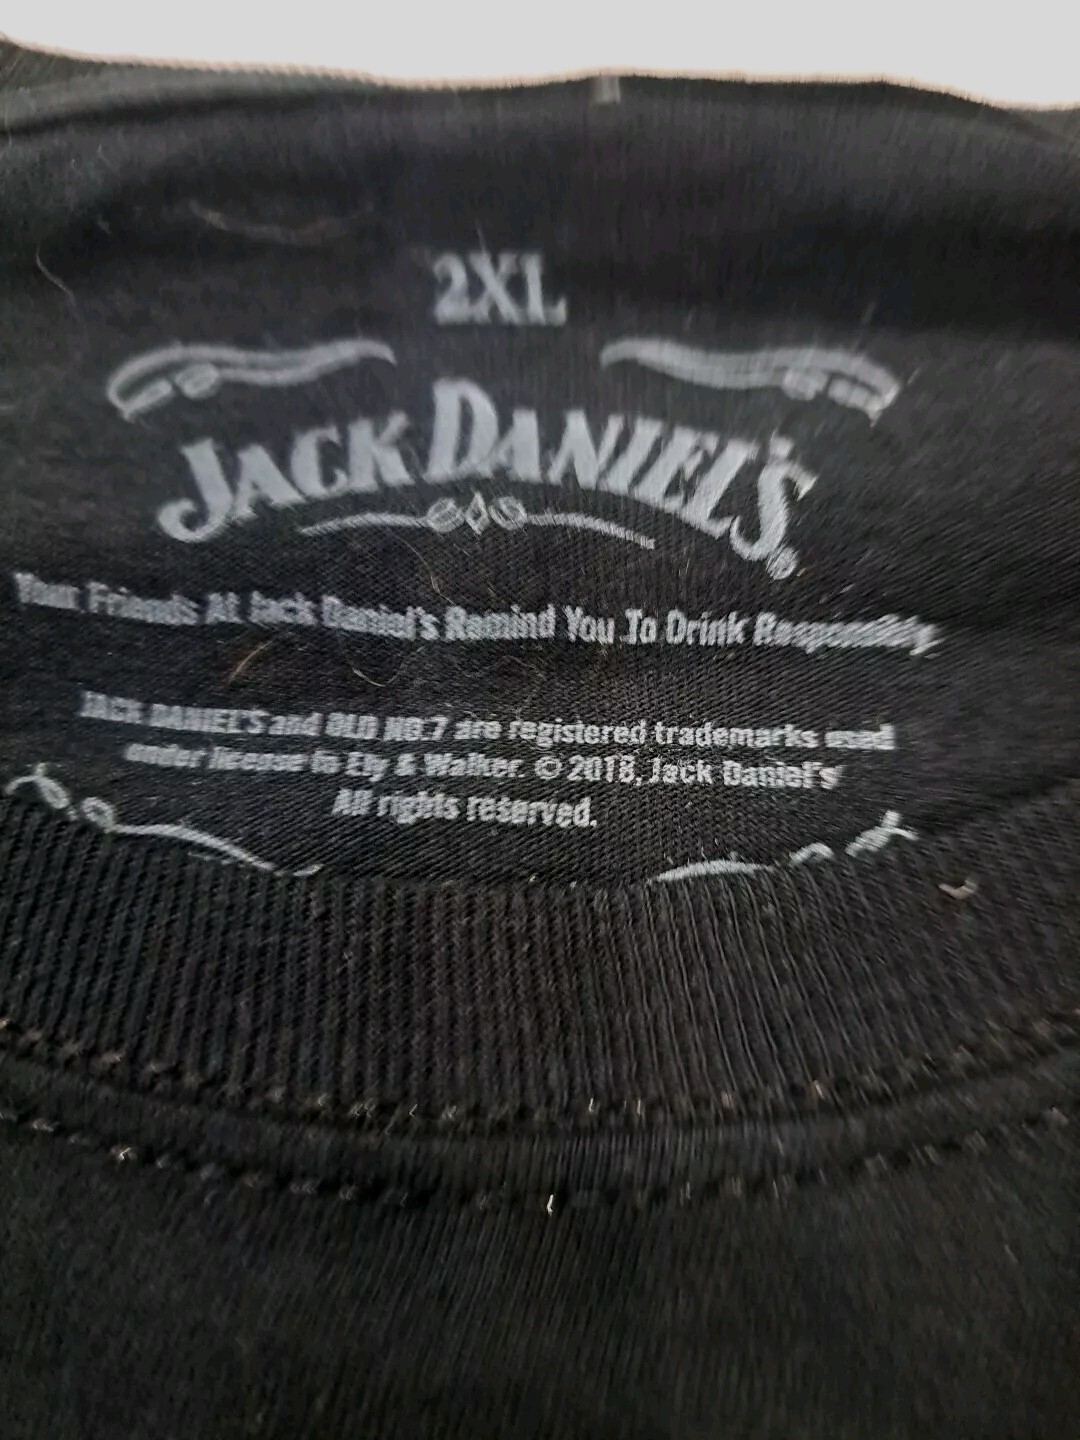 2XL
JACK DANIEL'S®
Your Friends At Jack Daniel's Remind You To Drink Responsibly.
JACK DANIEL'S and OLD NO.7 are registered trademarks used
under license to Ely & Walker. © 2018, Jack Daniel's
All rights reserved.